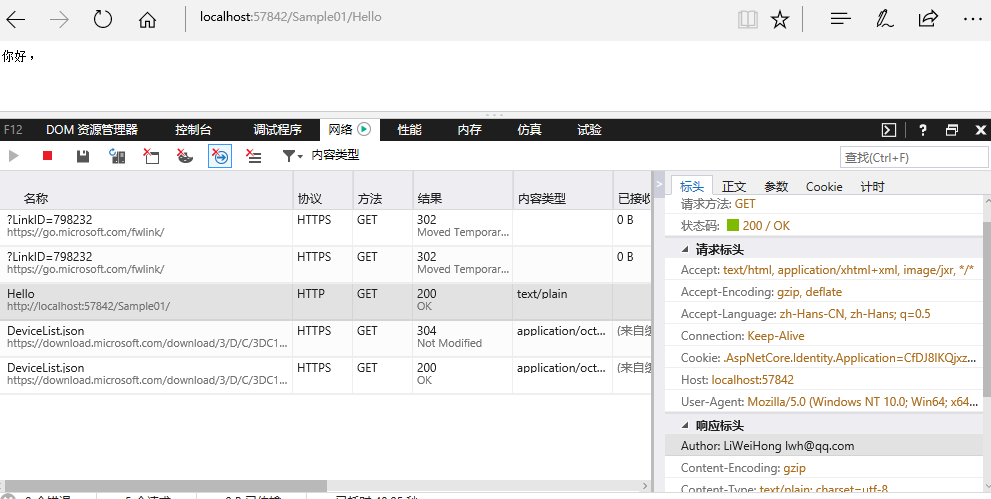 localhost:57842/Sample01/Hello
你好，
F12 DOM 资源管理器 控制台 调试程序 网络 性能 内存 仿真 试验
内容类型
查找(Ctrl+F)
名称 协议 方法 结果 内容类型 已接收
?LinkID=798232 HTTPS GET 302 0 B
https://go.microsoft.com/fwlink/ Moved Temporar...
?LinkID=798232 HTTPS GET 302 0 B
https://go.microsoft.com/fwlink/ Moved Temporar...
Hello HTTP GET 200 text/plain
http://localhost:57842/Sample01/ OK
DeviceList.json HTTPS GET 304 application/oct... (来自缓
https://download.microsoft.com/download/3/D/C/3DC1... Not Modified
DeviceList.json HTTPS GET 200 application/oct... (来自缓
https://download.microsoft.com/download/3/D/C/3DC1... OK
标头 正文 参数 Cookie 计时
请求方法: GET
状态码: 200 / OK
请求标头
Accept: text/html, application/xhtml+xml, image/jxr, */*
Accept-Encoding: gzip, deflate
Accept-Language: zh-Hans-CN, zh-Hans; q=0.5
Connection: Keep-Alive
Cookie: .AspNetCore.Identity.Application=CfDJ8IKQjxz...
Host: localhost:57842
User-Agent: Mozilla/5.0 (Windows NT 10.0; Win64; x64...
响应标头
Author: LiWeiHong lwh@qq.com
Content-Encoding: gzip
Content-Type: text/plain; charset=utf-8